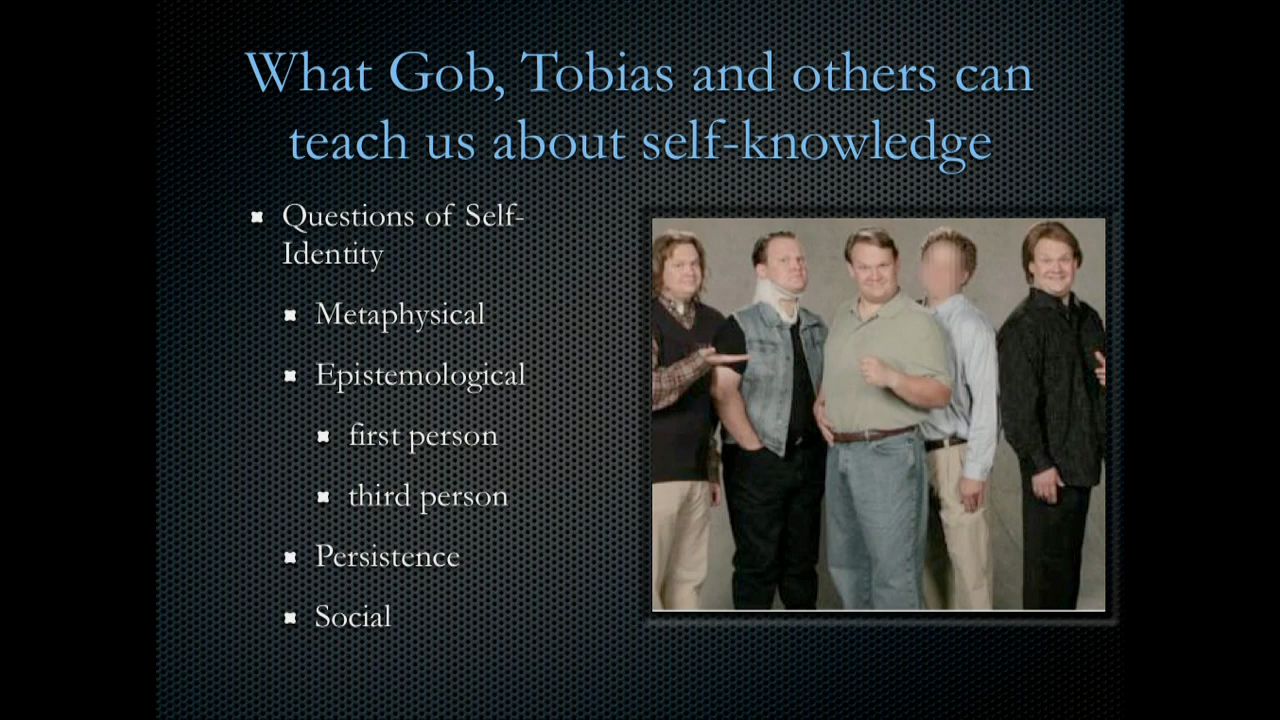 What Gob, Tobias and others can
teach us about self-knowledge
Questions of Self-
Identity
Metaphysical
Epistemological
first person
third person
Persistence
Social